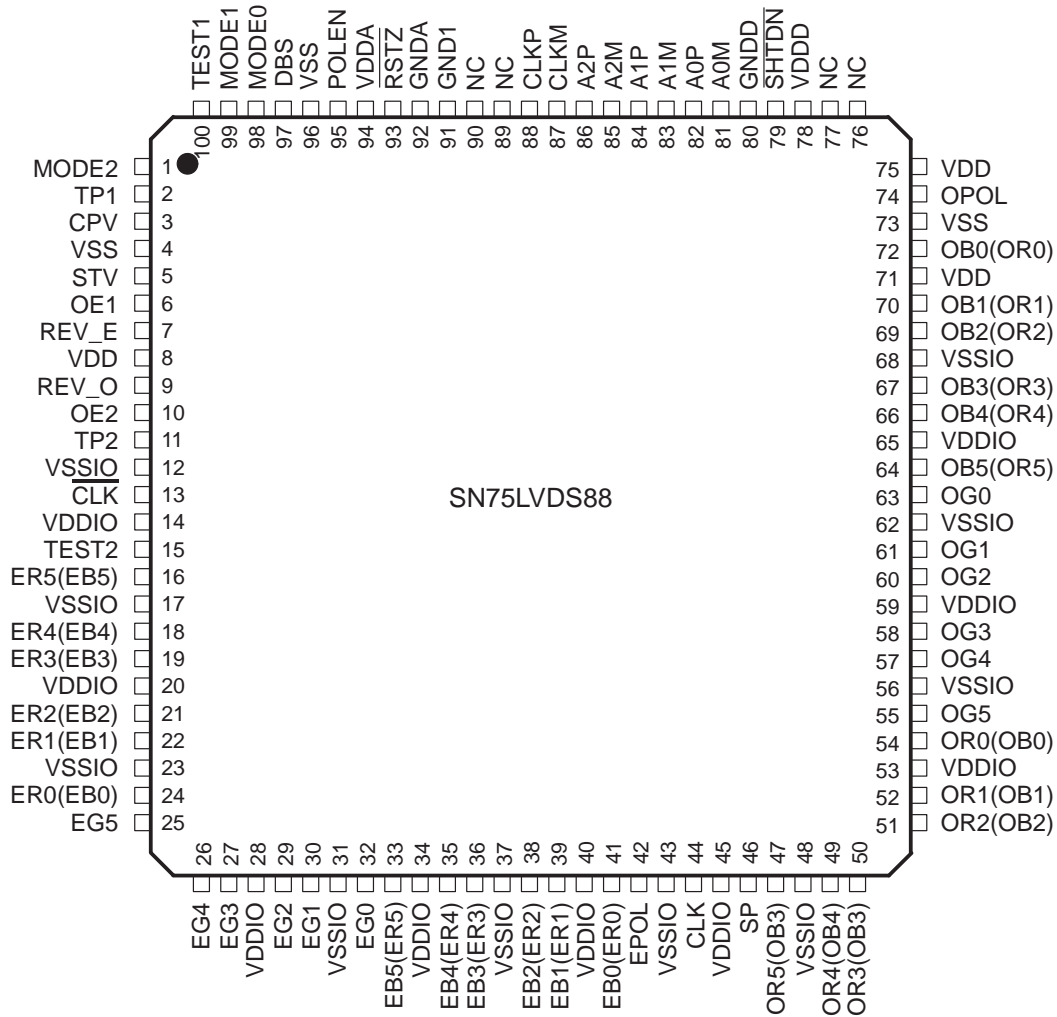 TEST1
MODE1
MODE0
DBS
VSS
POLEN
VDDA
RSTZ
GNDA
GND1
NC
NC
CLKP
CLKM
A2P
A2M
A1P
A1M
A0P
A0M
GNDD
SHTDN
VDDD
NC
NC
100
99
98
97
96
95
94
93
92
91
90
89
88
87
86
85
84
83
82
81
80
79
78
77
76
MODE2 1
TP1 2
CPV 3
VSS 4
STV 5
OE1 6
REV_E 7
VDD 8
REV_O 9
OE2 10
TP2 11
VSSIO 12
CLK 13
VDDIO 14
TEST2 15
ER5(EB5) 16
VSSIO 17
ER4(EB4) 18
ER3(EB3) 19
VDDIO 20
ER2(EB2) 21
ER1(EB1) 22
VSSIO 23
ER0(EB0) 24
EG5 25
SN75LVDS88
75 VDD
74 OPOL
73 VSS
72 OB0(OR0)
71 VDD
70 OB1(OR1)
69 OB2(OR2)
68 VSSIO
67 OB3(OR3)
66 OB4(OR4)
65 VDDIO
64 OB5(OR5)
63 OG0
62 VSSIO
61 OG1
60 OG2
59 VDDIO
58 OG3
57 OG4
56 VSSIO
55 OG5
54 OR0(OB0)
53 VDDIO
52 OR1(OB1)
51 OR2(OB2)
26
27
28
29
30
31
32
33
34
35
36
37
38
39
40
41
42
43
44
45
46
47
48
49
50
EG4
EG3
VDDIO
EG2
EG1
VSSIO
EG0
EB5(ER5)
VDDIO
EB4(ER4)
EB3(ER3)
VSSIO
EB2(ER2)
EB1(ER1)
VDDIO
EB0(ER0)
EPOL
VSSIO
CLK
VDDIO
SP
OR5(OB3)
VSSIO
OR4(OB4)
OR3(OB3)